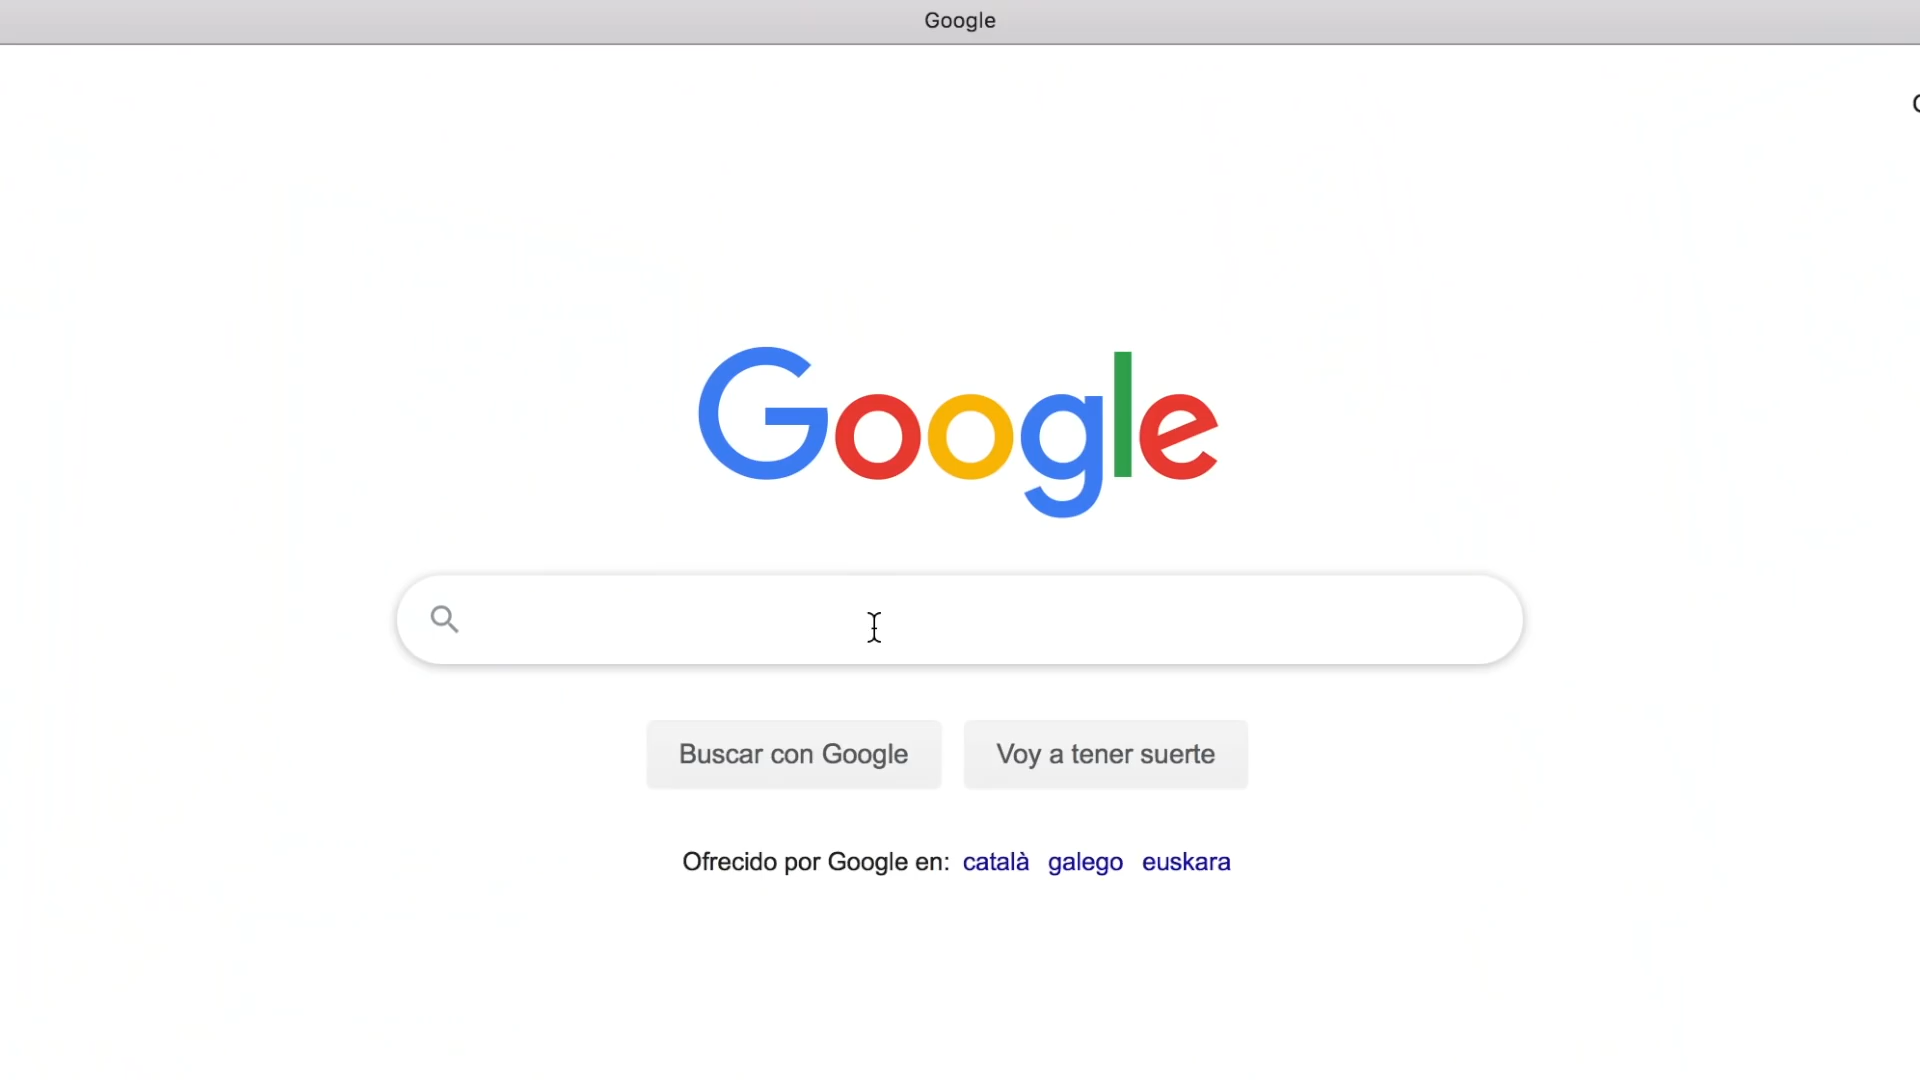 Google
Google
Buscar con Google
Voy a tener suerte
Ofrecido por Google en: català galego euskara